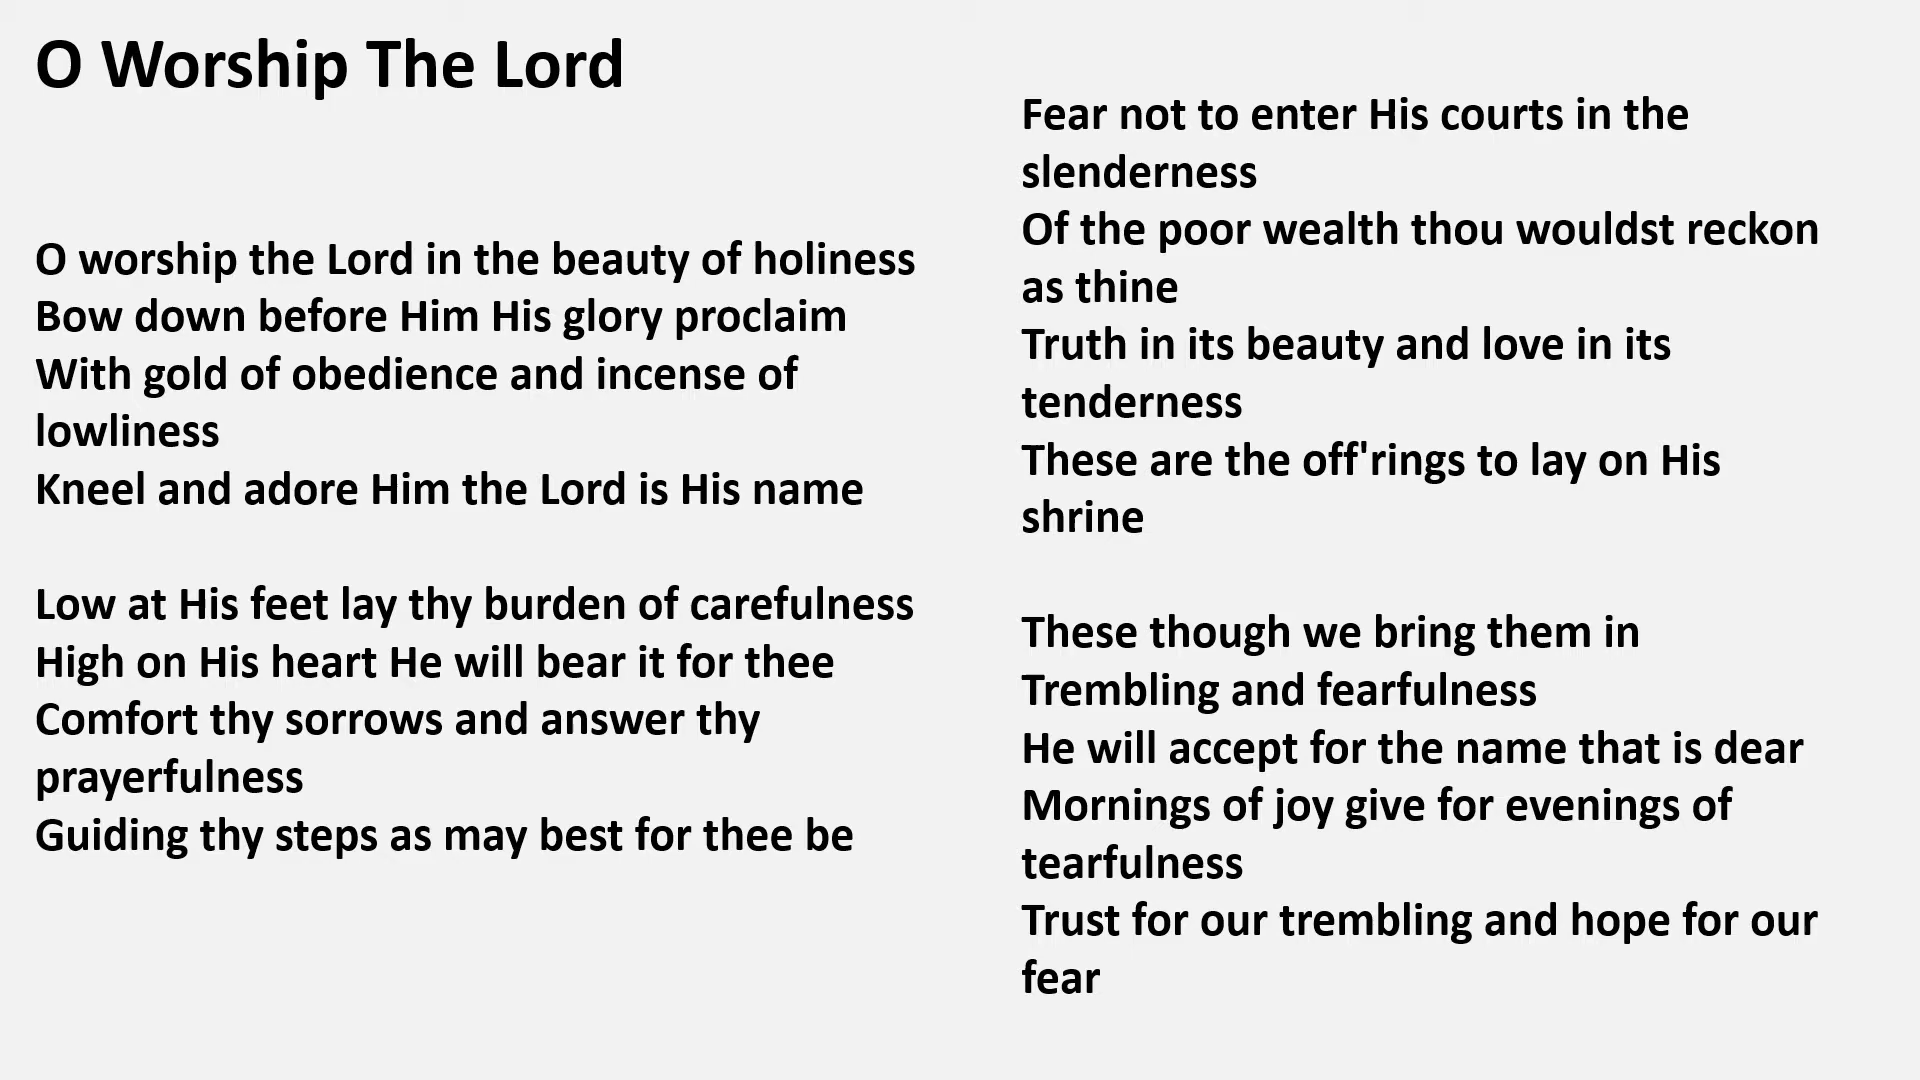 O Worship The Lord
O worship the Lord in the beauty of holiness
Bow down before Him His glory proclaim
With gold of obedience and incense of
lowliness
Kneel and adore Him the Lord is His name
Low at His feet lay thy burden of carefulness
High on His heart He will bear it for thee
Comfort thy sorrows and answer thy
prayerfulness
Guiding thy steps as may best for thee be
Fear not to enter His courts in the
slenderness
Of the poor wealth thou wouldst reckon
as thine
Truth in its beauty and love in its
tenderness
These are the off'rings to lay on His
shrine
These though we bring them in
Trembling and fearfulness
He will accept for the name that is dear
Mornings of joy give for evenings of
tearfulness
Trust for our trembling and hope for our
fear